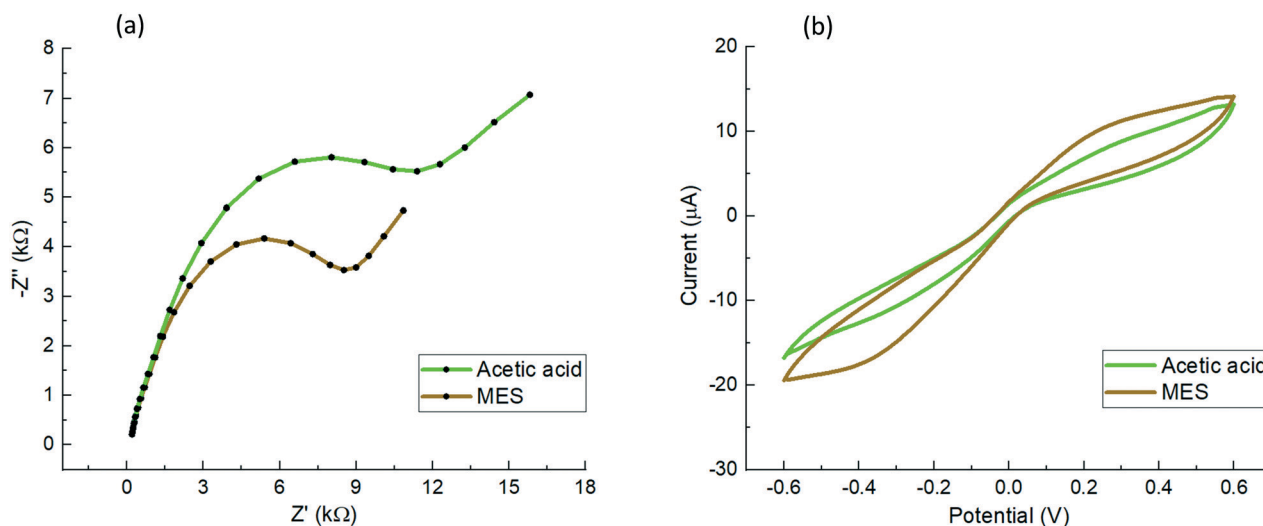 (a)
8
7
6
5
4
3
2
1
0
-Z'' (kΩ)
0 3 6 9 12 15 18
Z' (kΩ)
Acetic acid
MES
(b)
20
10
0
-10
-20
-30
Current (μA)
-0.6 -0.4 -0.2 0.0 0.2 0.4 0.6
Potential (V)
Acetic acid
MES